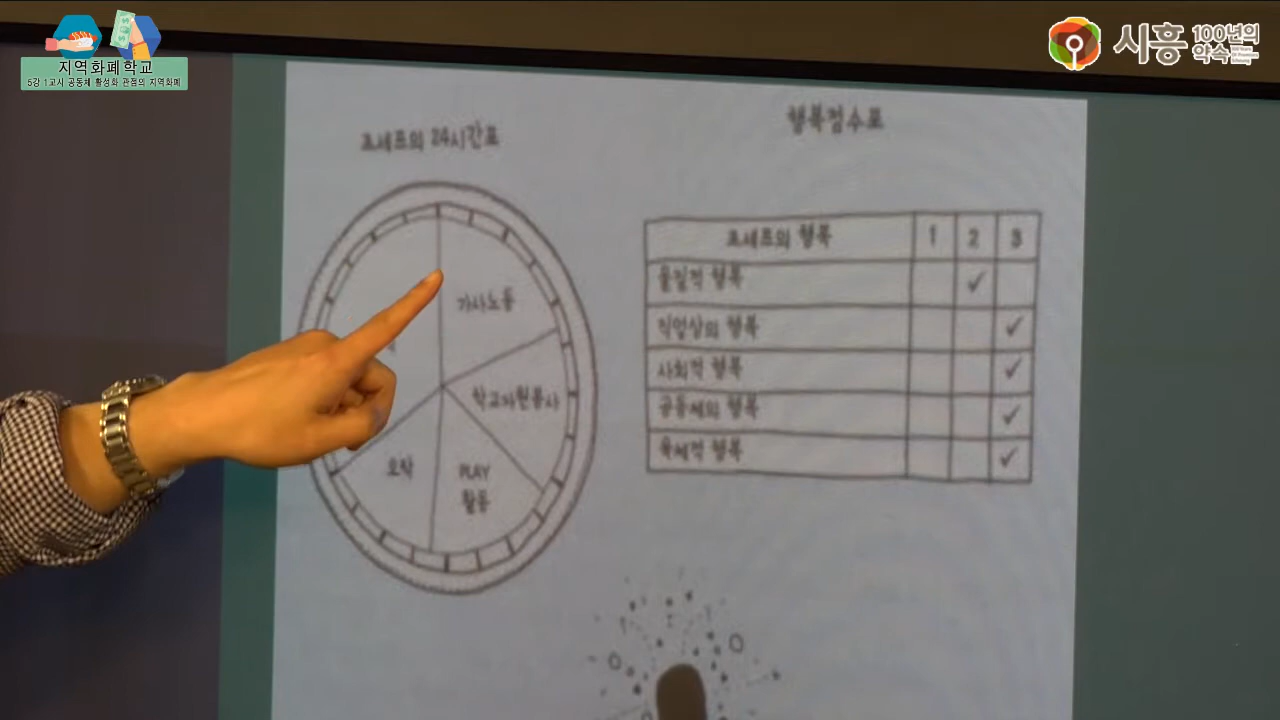 지역화폐학교
5강 1교시 공동체 활성화 관점의 지역화폐
시흥 100년의 약속
조세프의 24시간표
가사노동
학교자원봉사
PLAY
활동
오락
행복점수표
조세프의 행복 1 2 3
물질적 행복 ✓
직업상의 행복 ✓
사회적 행복 ✓
공동체의 행복 ✓
육체적 행복 ✓